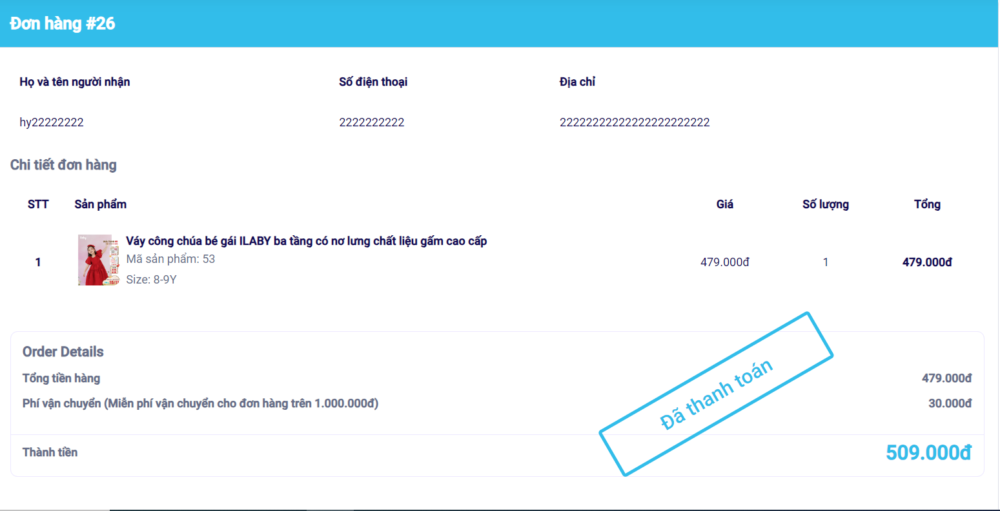 Đơn hàng #26
Họ và tên người nhận Số điện thoại Địa chỉ
hy22222222 2222222222 22222222222222222222222
Chi tiết đơn hàng
STT Sản phẩm Giá Số lượng Tổng
Váy công chúa bé gái ILABY ba tầng có nơ lưng chất liệu gấm cao cấp
Mã sản phẩm: 53
1 479.000đ 1 479.000đ
Size: 8-9Y
Order Details
Tổng tiền hàng 479.000đ
Phí vận chuyển (Miễn phí vận chuyển cho đơn hàng trên 1.000.000đ) 30.000đ
Đã thanh toán
Thành tiền 509.000đ